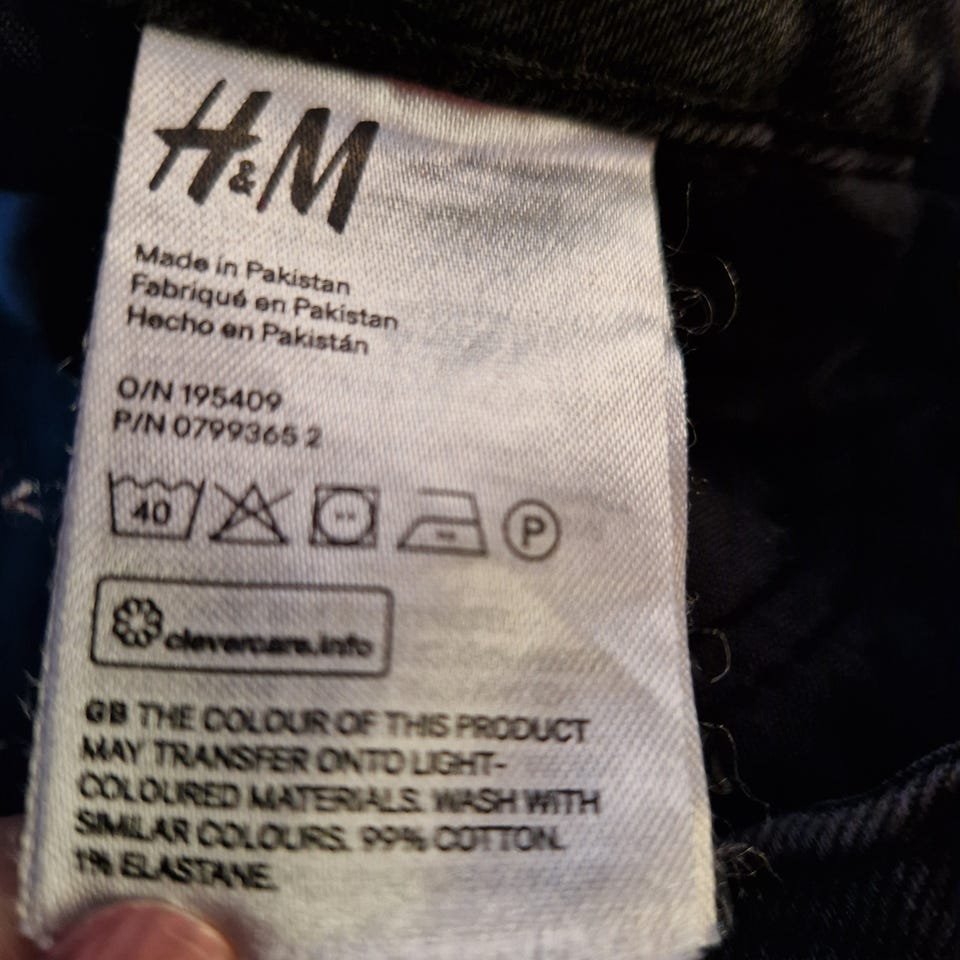 H&M
Made in Pakistan
Fabriqué en Pakistan
Hecho en Pakistán
O/N 195409
P/N 0799365 2
40
P
clevercare.info
GB THE COLOUR OF THIS PRODUCT
MAY TRANSFER ONTO LIGHT-
COLOURED MATERIALS. WASH WITH
SIMILAR COLOURS. 99% COTTON.
1% ELASTANE.